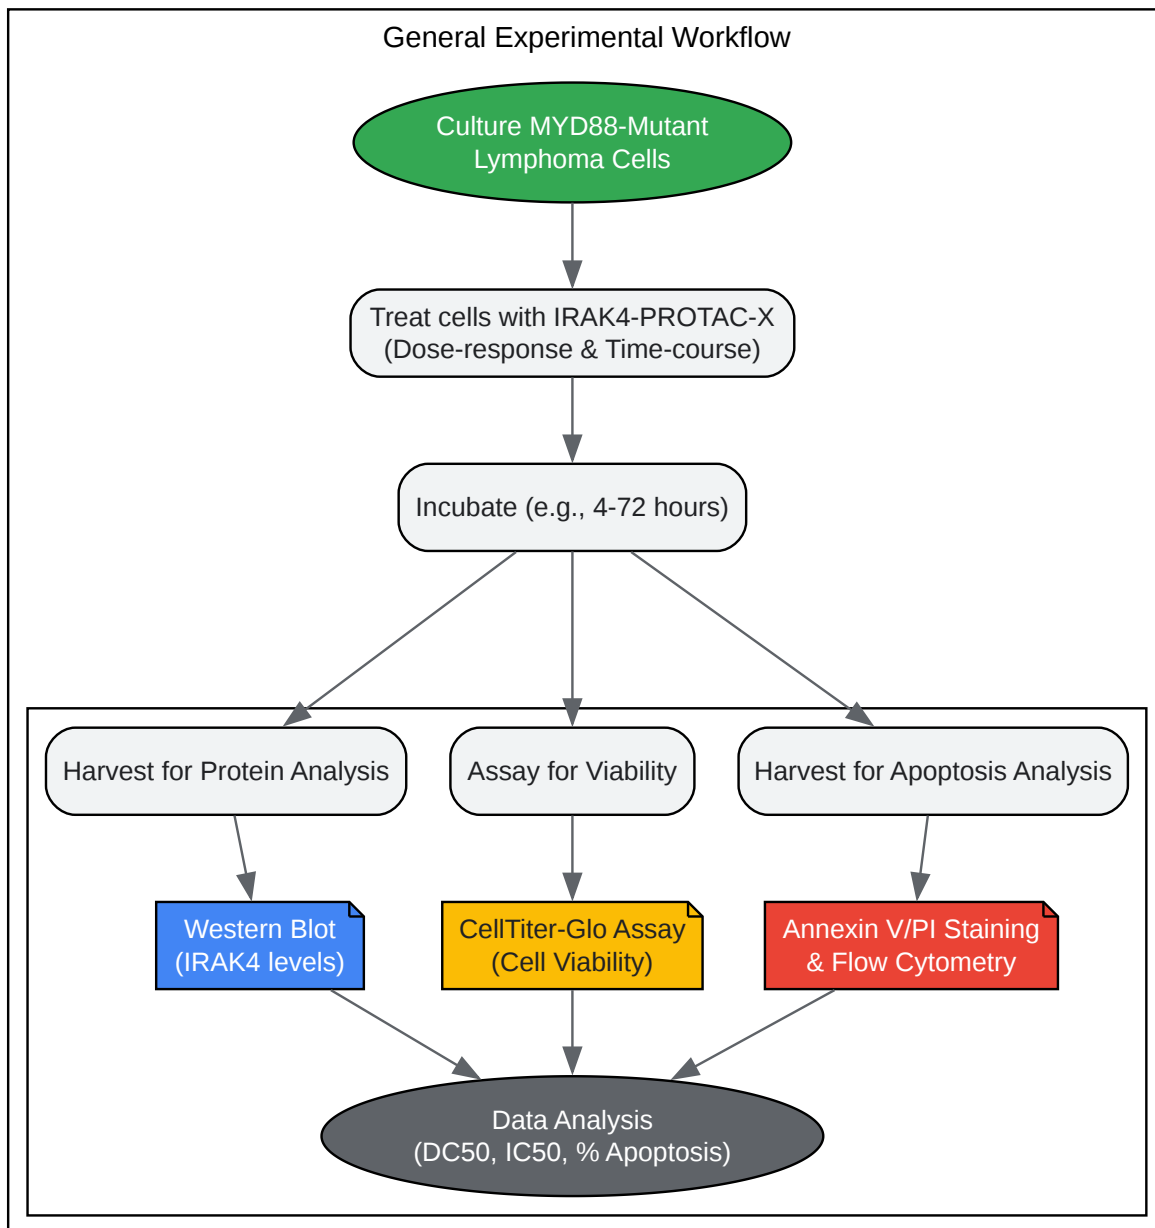 General Experimental Workflow
Culture MYD88-Mutant
Lymphoma Cells
Treat cells with IRAK4-PROTAC-X
(Dose-response & Time-course)
Incubate (e.g., 4-72 hours)
Harvest for Protein Analysis
Assay for Viability
Harvest for Apoptosis Analysis
Western Blot
(IRAK4 levels)
CellTiter-Glo Assay
(Cell Viability)
Annexin V/PI Staining
& Flow Cytometry
Data Analysis
(DC50, IC50, % Apoptosis)